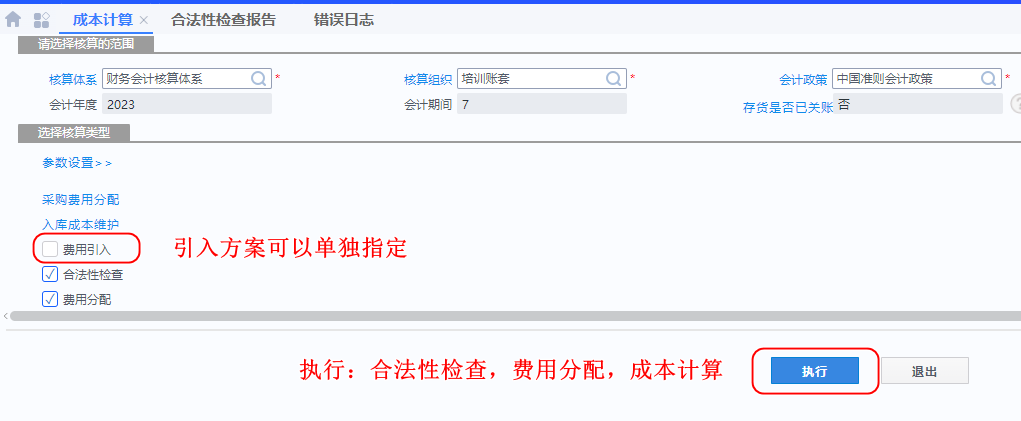 成本计算 × 合法性检查报告 错误日志
请选择核算的范围
核算体系 财务会计核算体系 * 核算组织 培训账套 * 会计政策 中国准则会计政策 *
会计年度 2023 会计期间 7 存货是否已关账 否 ?
选择核算类型
参数设置>>
采购费用分配
入库成本维护
费用引入 引入方案可以单独指定
合法性检查
费用分配
执行：合法性检查，费用分配，成本计算 执行 退出